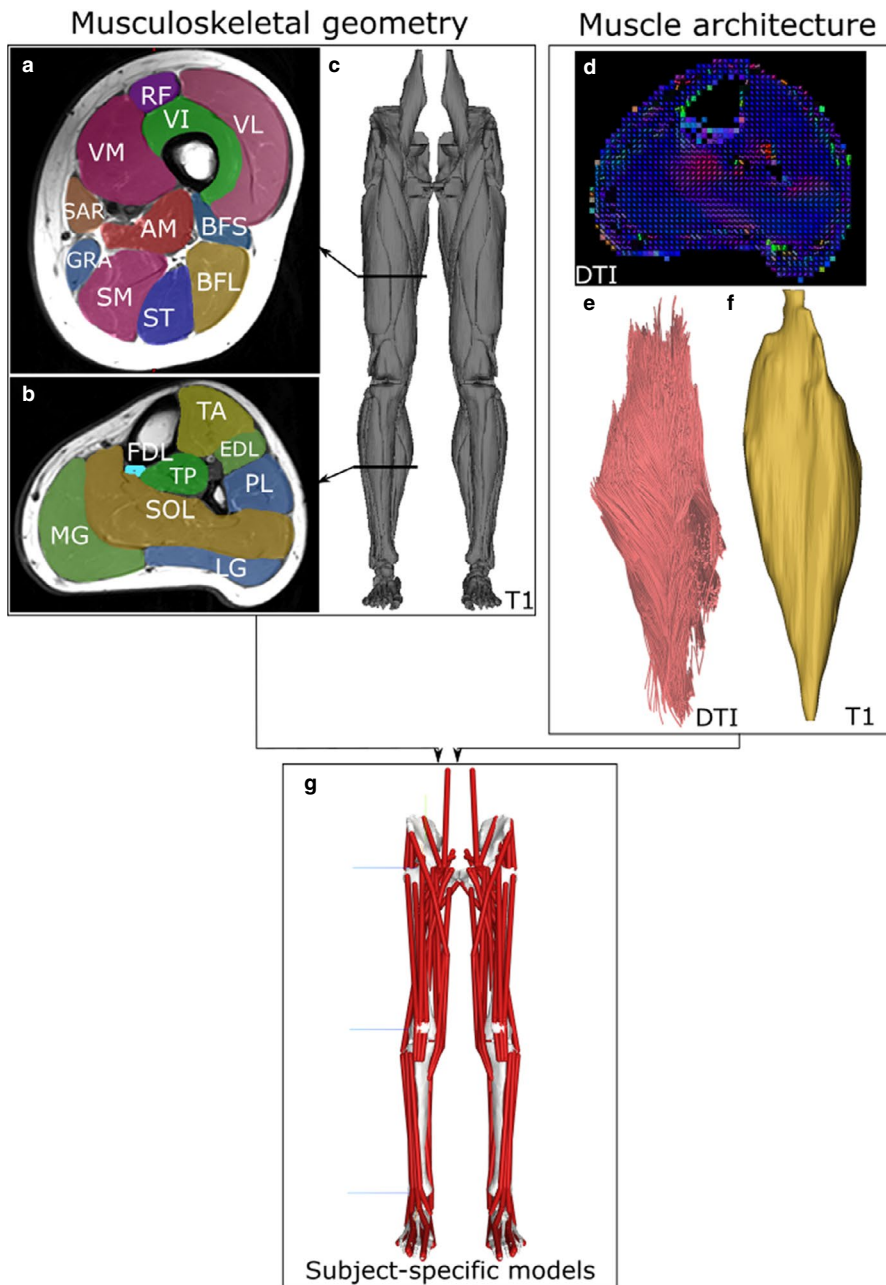 Musculoskeletal geometry
Muscle architecture
a
RF
VI
VL
VM
SAR
AM
BFS
GRA
SM
BFL
ST
b
TA
FDL
EDL
TP
PL
SOL
MG
LG
c
T1
d
DTI
e
DTI
f
T1
g
Subject-specific models